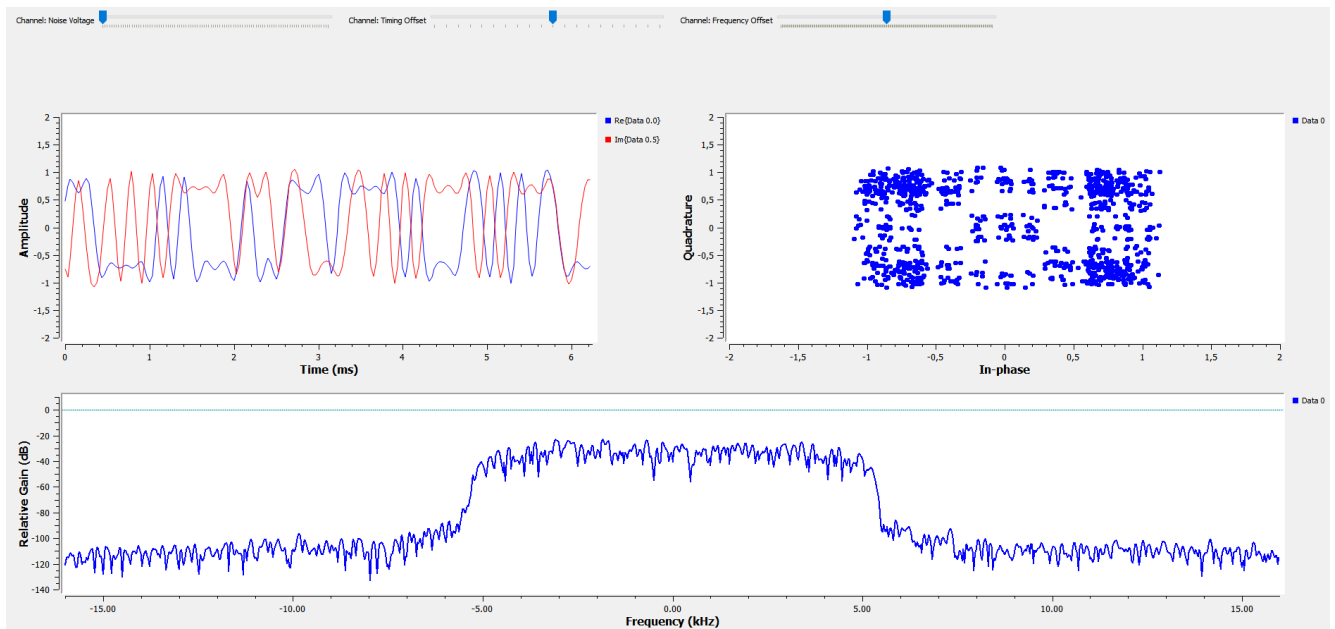 Channel: Noise Voltage
Channel: Timing Offset
Channel: Frequency Offset
2
1,5
1
0,5
0
-0,5
-1
-1,5
-2
Amplitude
0 1 2 3 4 5 6
Time (ms)
Re{Data 0.0}
Im{Data 0.5}
2
1,5
1
0,5
0
-0,5
-1
-1,5
-2
Quadrature
-2 -1,5 -1 -0,5 0 0,5 1 1,5 2
In-phase
Data 0
0
-20
-40
-60
-80
-100
-120
-140
Relative Gain (dB)
-15.00 -10.00 -5.00 0.00 5.00 10.00 15.00
Frequency (kHz)
Data 0